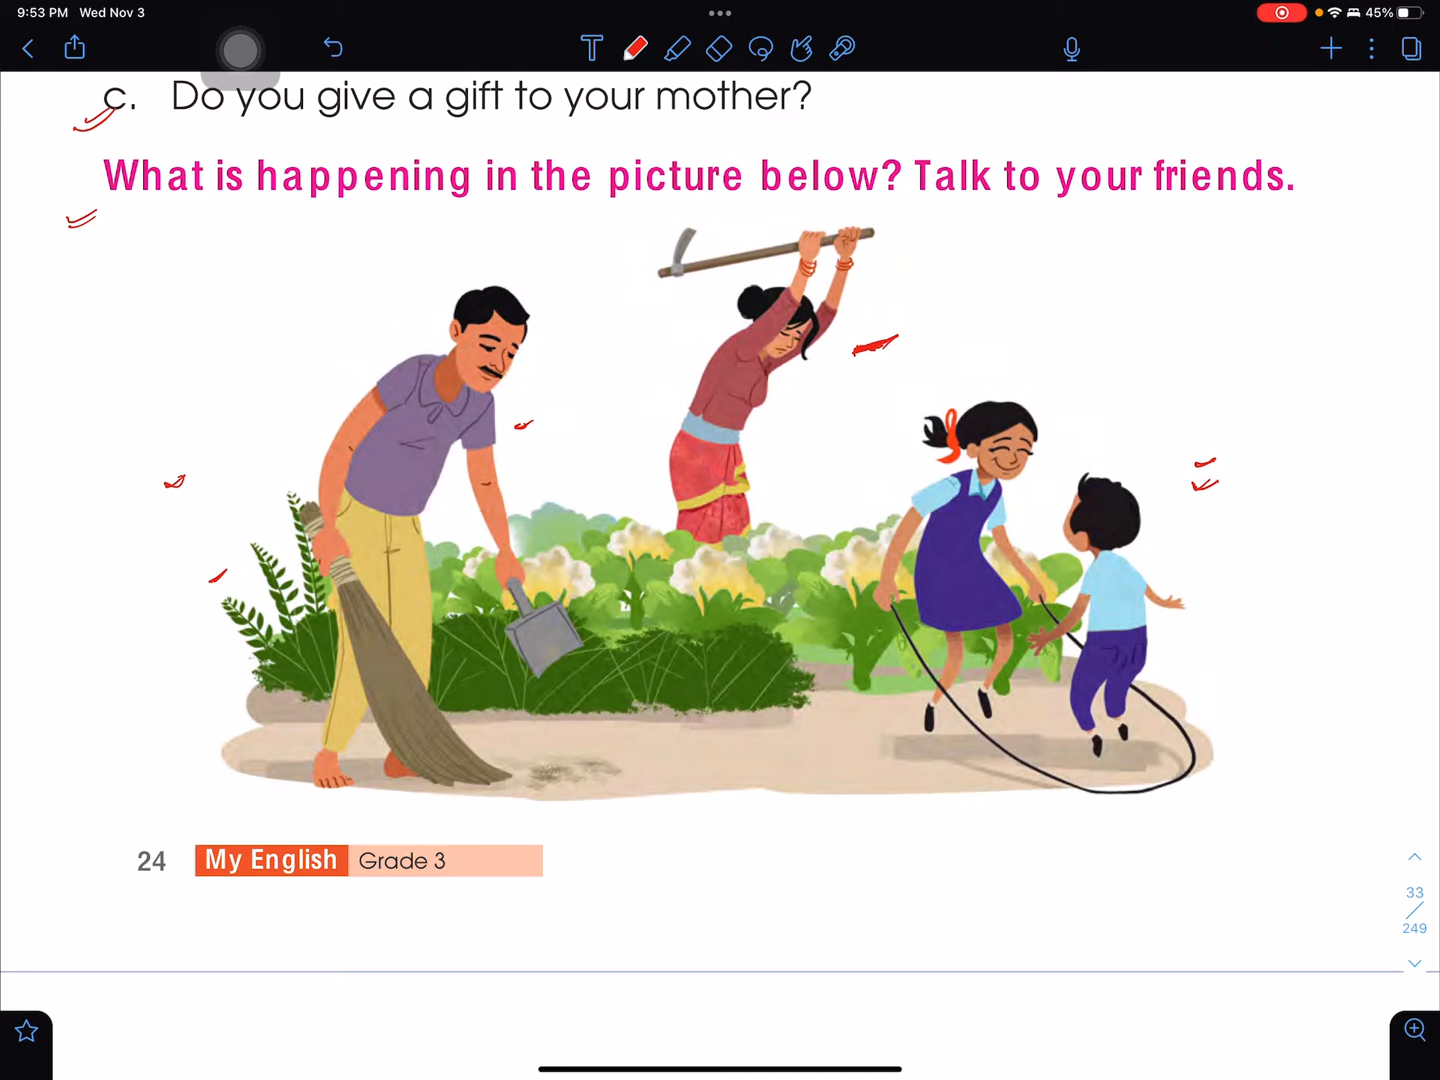 9:53 PM Wed Nov 3
45%
c. Do you give a gift to your mother?
What is happening in the picture below? Talk to your friends.
24 My English Grade 3
33
249